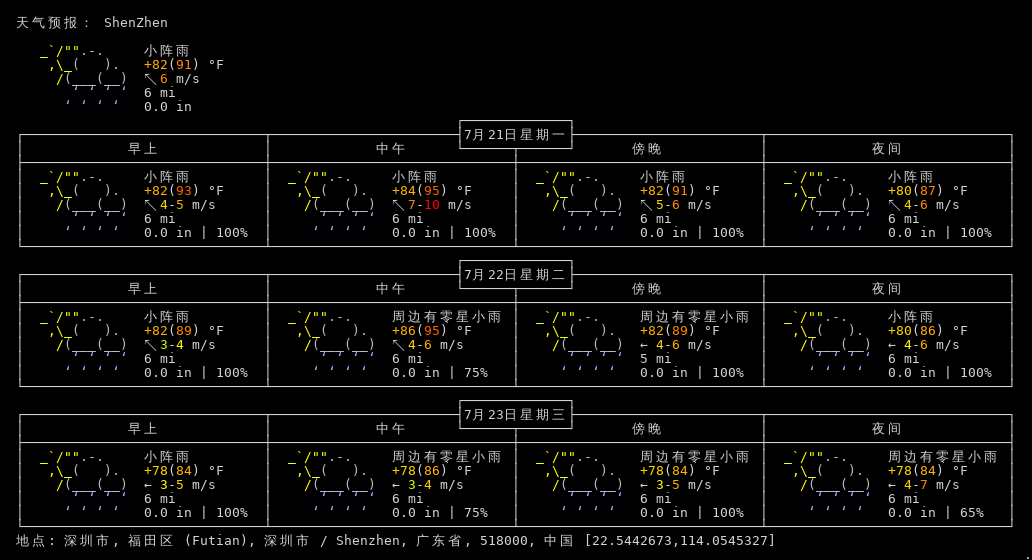 天气预报： ShenZhen
小阵雨
+82(91) °F
↖ 6 m/s
6 mi
0.0 in
7月21日星期一
早上 中午 傍晚 夜间
小阵雨 小阵雨 小阵雨 小阵雨
+82(93) °F +84(95) °F +82(91) °F +80(87) °F
↖ 4-5 m/s ↖ 7-10 m/s ↖ 5-6 m/s ↖ 4-6 m/s
6 mi 6 mi 6 mi 6 mi
0.0 in | 100% 0.0 in | 100% 0.0 in | 100% 0.0 in | 100%
7月22日星期二
早上 中午 傍晚 夜间
小阵雨 周边有零星小雨 周边有零星小雨 小阵雨
+82(89) °F +86(95) °F +82(89) °F +80(86) °F
↖ 3-4 m/s ↖ 4-6 m/s ← 4-6 m/s ← 4-6 m/s
6 mi 6 mi 5 mi 6 mi
0.0 in | 100% 0.0 in | 75% 0.0 in | 100% 0.0 in | 100%
7月23日星期三
早上 中午 傍晚 夜间
小阵雨 周边有零星小雨 周边有零星小雨 周边有零星小雨
+78(84) °F +78(86) °F +78(84) °F +78(84) °F
← 3-5 m/s ← 3-4 m/s ← 3-5 m/s ← 4-7 m/s
6 mi 6 mi 6 mi 6 mi
0.0 in | 100% 0.0 in | 75% 0.0 in | 100% 0.0 in | 65%
地点: 深圳市, 福田区 (Futian), 深圳市 / Shenzhen, 广东省, 518000, 中国 [22.5442673,114.0545327]